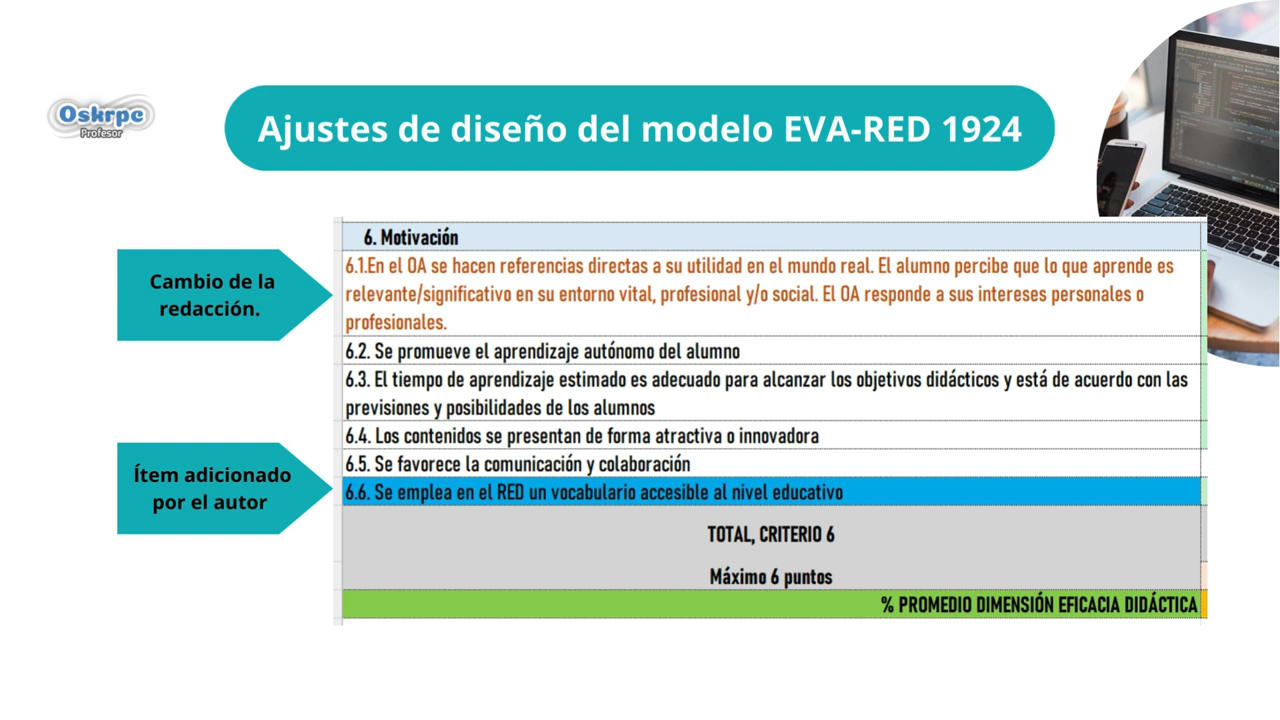 Oskrpc
Profesor
Ajustes de diseño del modelo EVA-RED 1924
Cambio de la
redacción.
Ítem adicionado
por el autor
6. Motivación
6.1.En el OA se hacen referencias directas a su utilidad en el mundo real. El alumno percibe que lo que aprende es
relevante/significativo en su entorno vital, profesional y/o social. El OA responde a sus intereses personales o
profesionales.
6.2. Se promueve el aprendizaje autónomo del alumno
6.3. El tiempo de aprendizaje estimado es adecuado para alcanzar los objetivos didácticos y está de acuerdo con las
previsiones y posibilidades de los alumnos
6.4. Los contenidos se presentan de forma atractiva o innovadora
6.5. Se favorece la comunicación y colaboración
6.6. Se emplea en el RED un vocabulario accesible al nivel educativo
TOTAL, CRITERIO 6
Máximo 6 puntos
% PROMEDIO DIMENSIÓN EFICACIA DIDÁCTICA